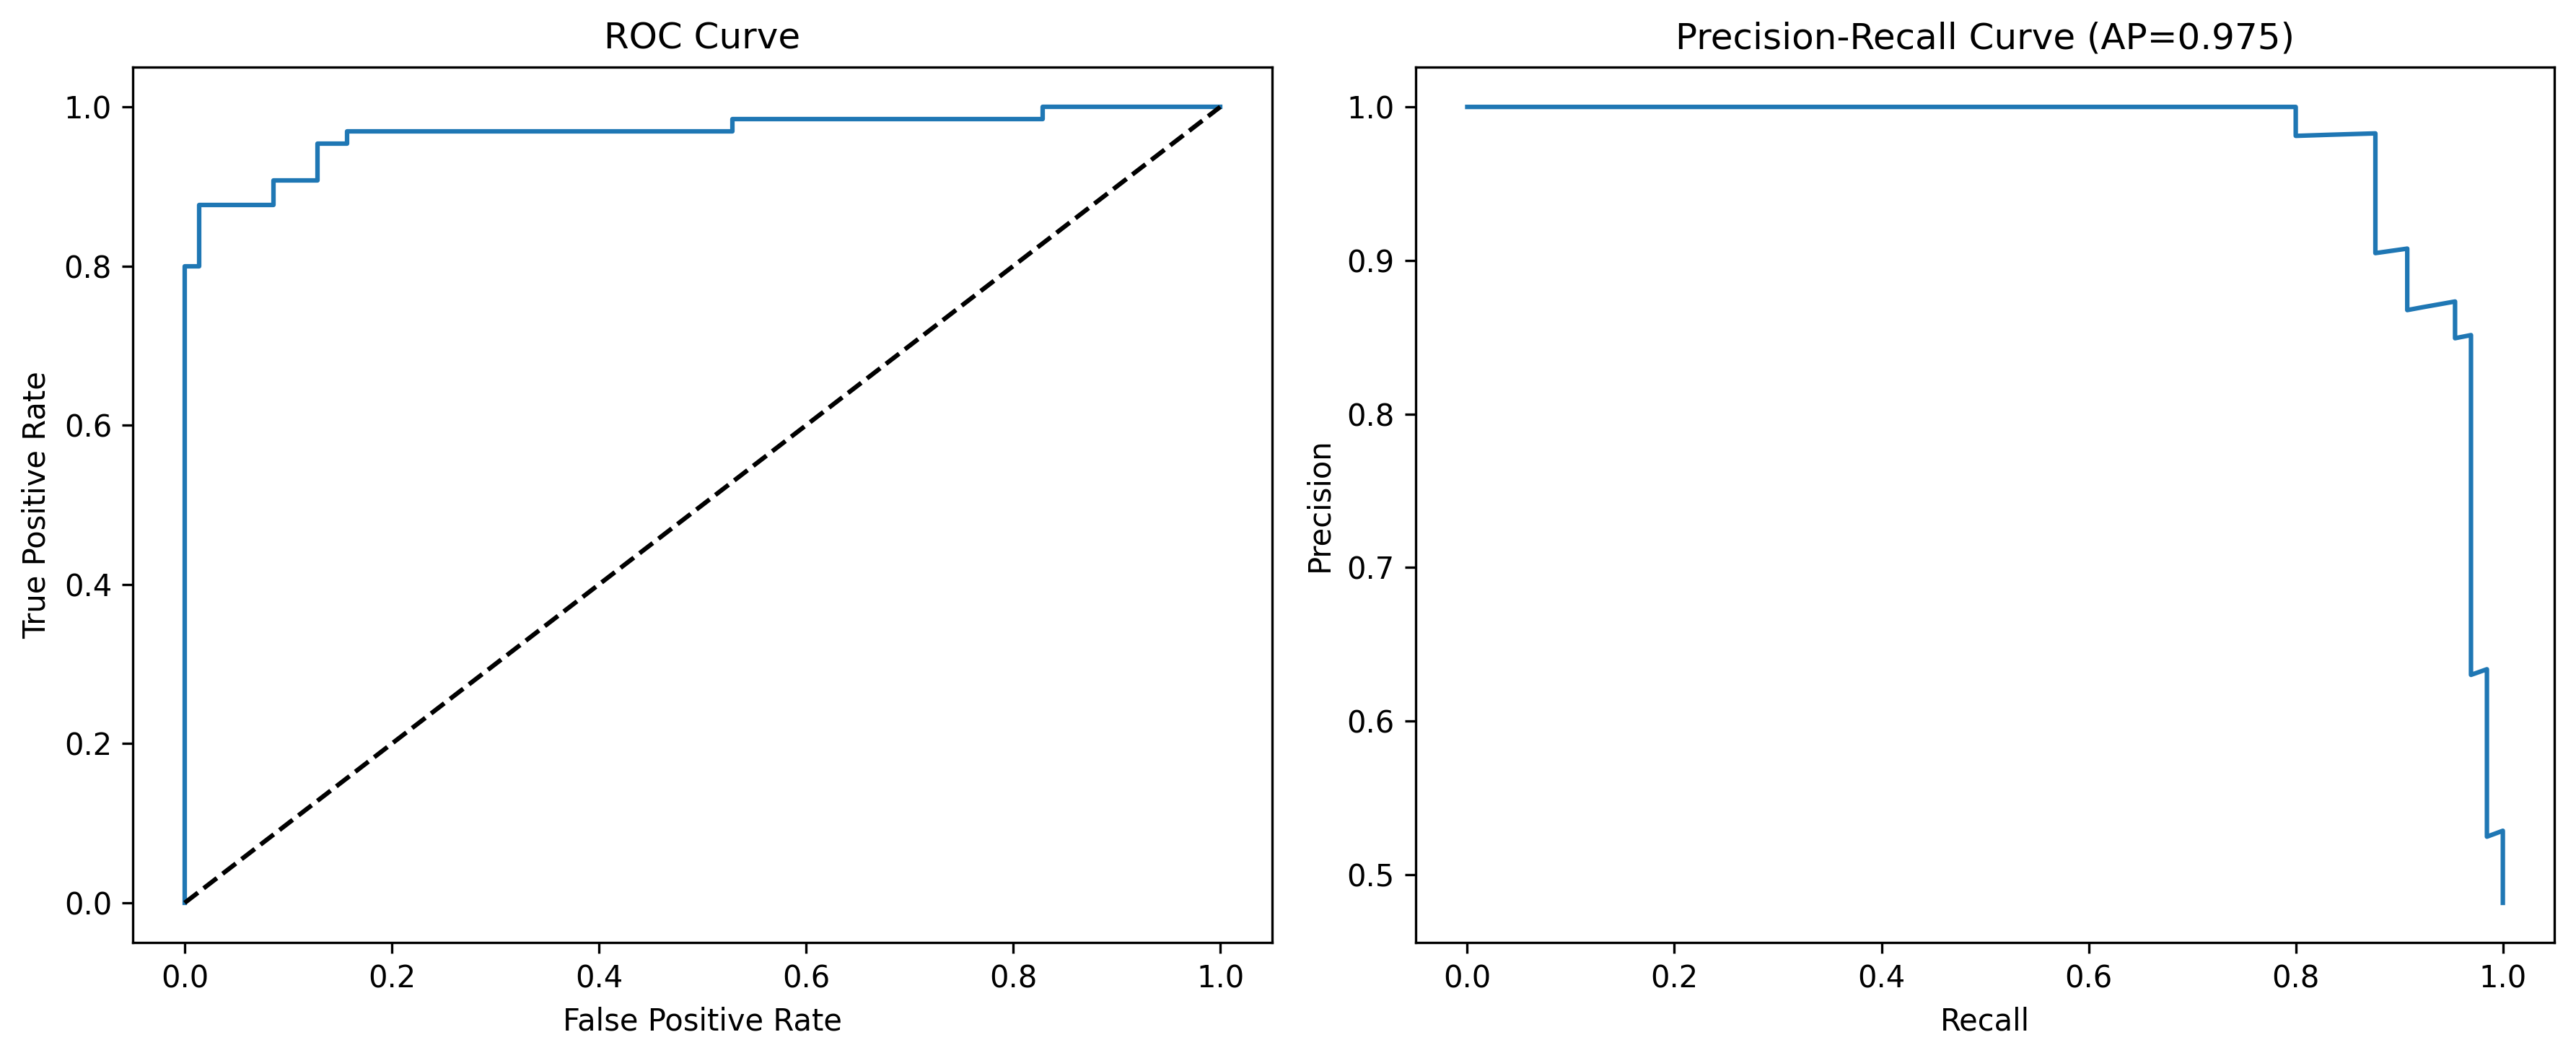 ROC Curve
1.0
0.8
0.6
0.4
0.2
0.0
True Positive Rate
0.0 0.2 0.4 0.6 0.8 1.0
False Positive Rate
Precision-Recall Curve (AP=0.975)
1.0
0.9
0.8
0.7
0.6
0.5
Precision
0.0 0.2 0.4 0.6 0.8 1.0
Recall